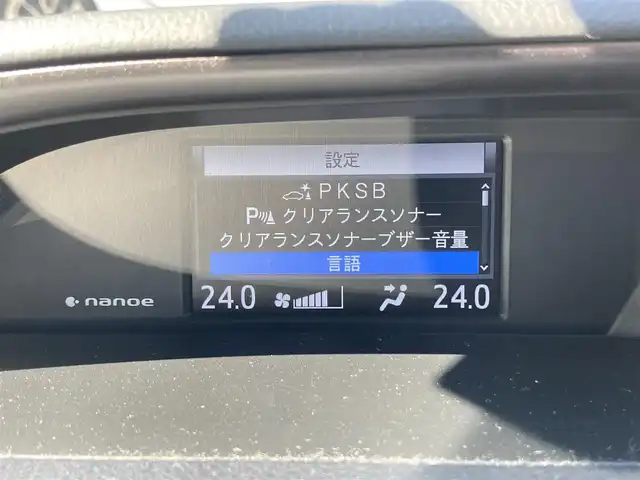 設定
PKSB
P クリアランスソナー
クリアランスソナーブザー音量
言語
nanoe
24.0 24.0